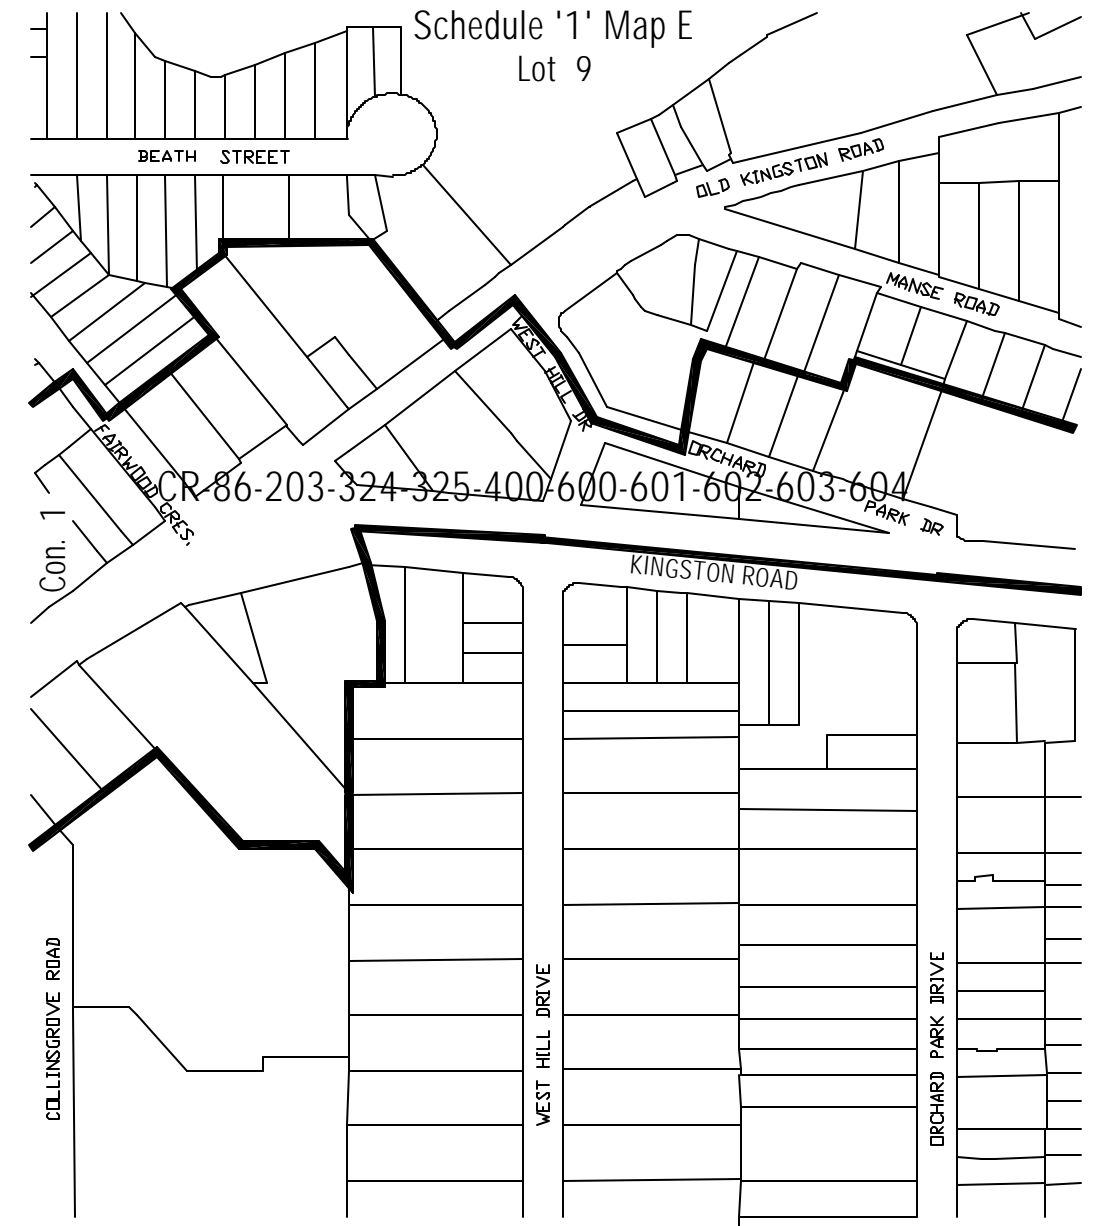 Schedule '1' Map E
Lot 9
BEATH STREET
OLD KINGSTON ROAD
MANSE ROAD
WEST HILL DR
ORCHARD
PARK DR
FAIRWOOD CRES.
CR-86-203-324-325-400-600-601-602-603-604
Con. 1
KINGSTON ROAD
COLLINSGROVE ROAD
WEST HILL DRIVE
ORCHARD PARK DRIVE